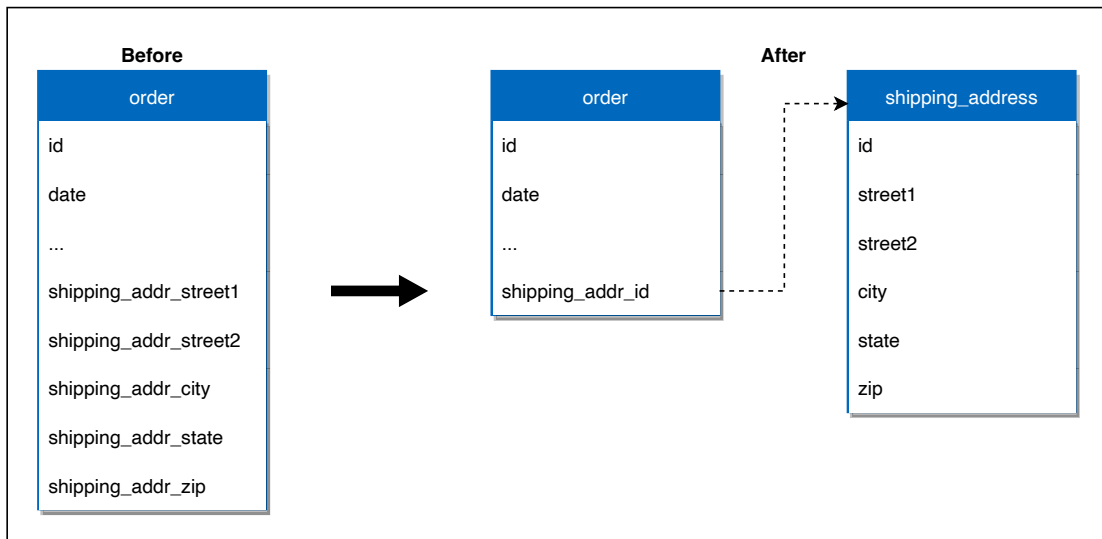 Before
order
id
date
...
shipping_addr_street1
shipping_addr_street2
shipping_addr_city
shipping_addr_state
shipping_addr_zip
After
order
id
date
...
shipping_addr_id
shipping_address
id
street1
street2
city
state
zip